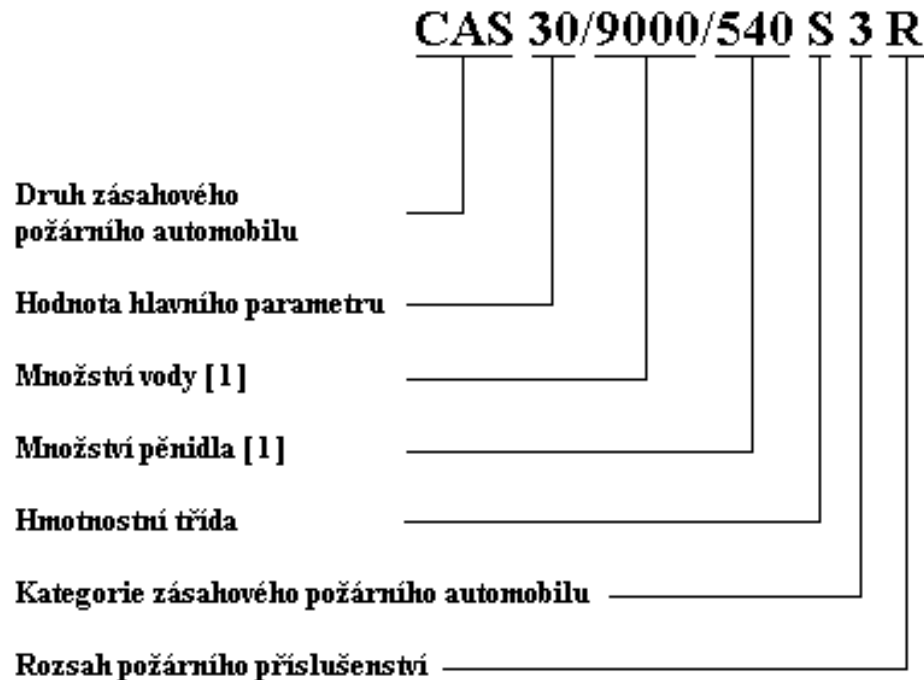 CAS 30/9000/540 S 3 R
Druh zásahového
požárního automobilu
Hodnota hlavního parametru
Množství vody [ l ]
Množství pěnidla [ l ]
Hmotnostní třída
Kategorie zásahového požárního automobilu
Rozsah požárního příslušenství